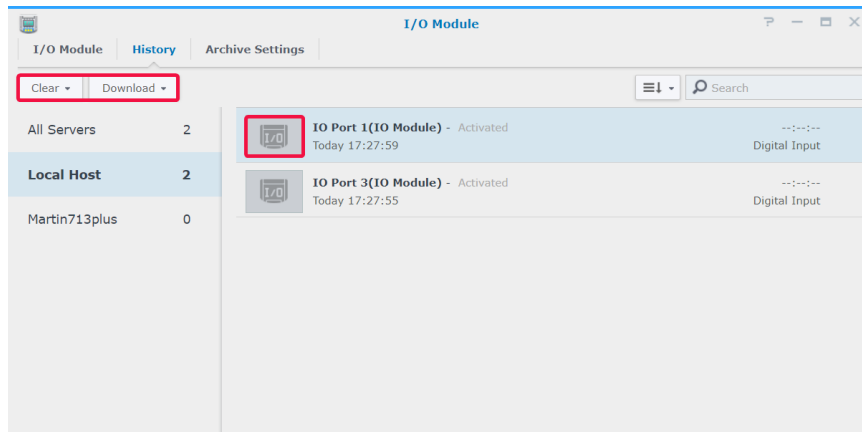 I/O Module
I/O Module History Archive Settings
Clear Download Search
All Servers 2
Local Host 2
Martin713plus 0
I/O IO Port 1(IO Module) - Activated --:--:--
Today 17:27:59 Digital Input
I/O IO Port 3(IO Module) - Activated --:--:--
Today 17:27:55 Digital Input